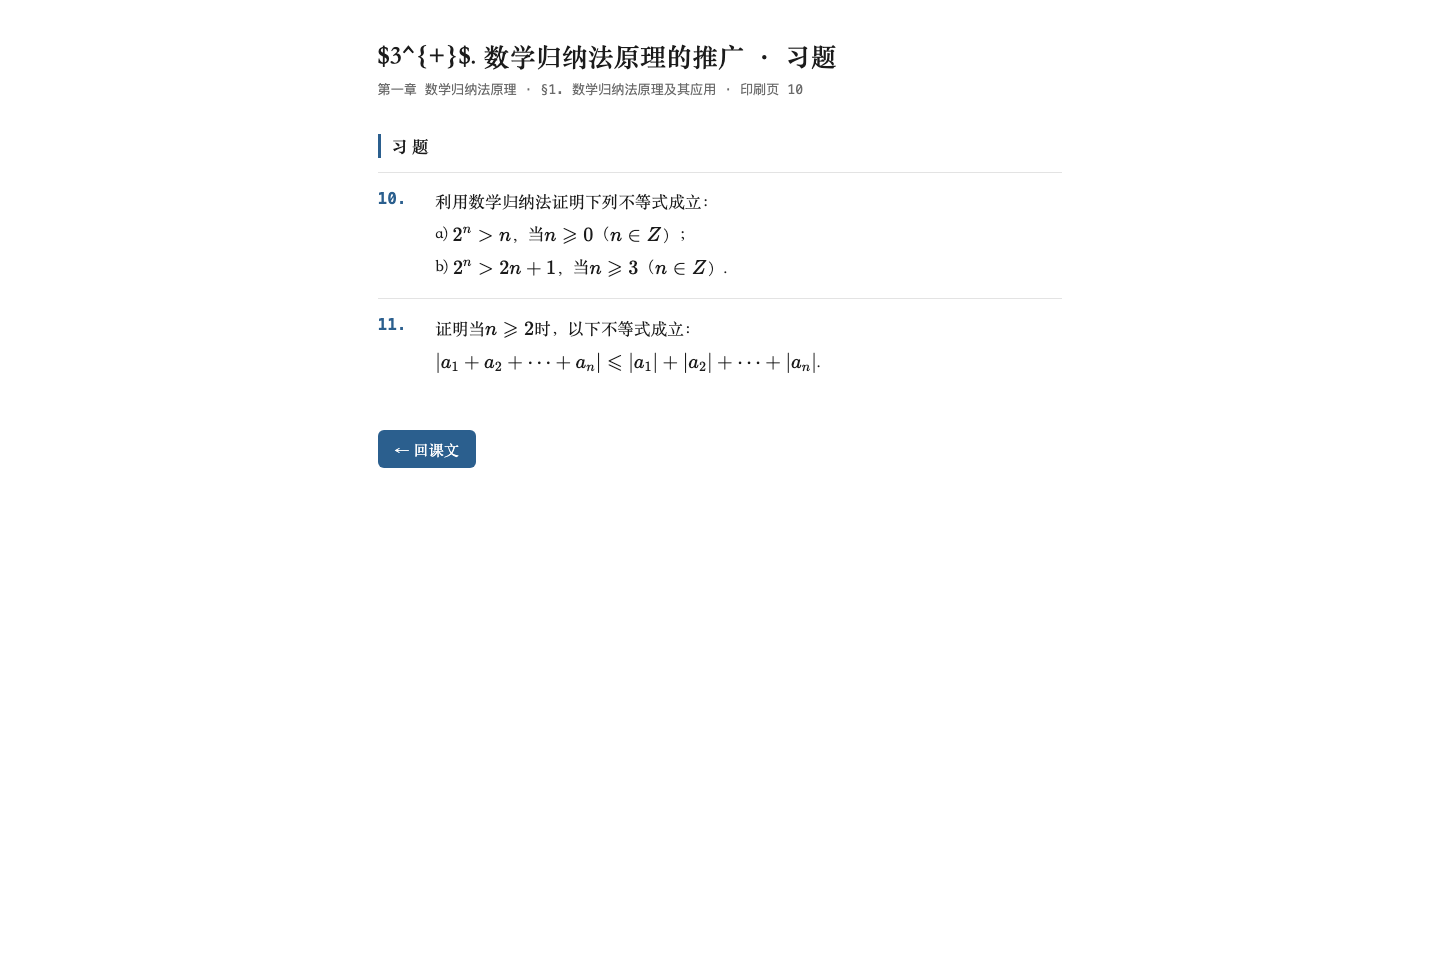 $3^{+}$. 数学归纳法原理的推广 · 习题
第一章 数学归纳法原理 · §1. 数学归纳法原理及其应用 · 印刷页 10
习 题
10. 利用数学归纳法证明下列不等式成立：
a) 2ⁿ > n，当n ⩾ 0（n ∈ Z）；
b) 2ⁿ > 2n + 1，当n ⩾ 3（n ∈ Z）.
11. 证明当n ⩾ 2时，以下不等式成立：
|a₁ + a₂ + ⋯ + aₙ| ⩽ |a₁| + |a₂| + ⋯ + |aₙ|.
← 回课文